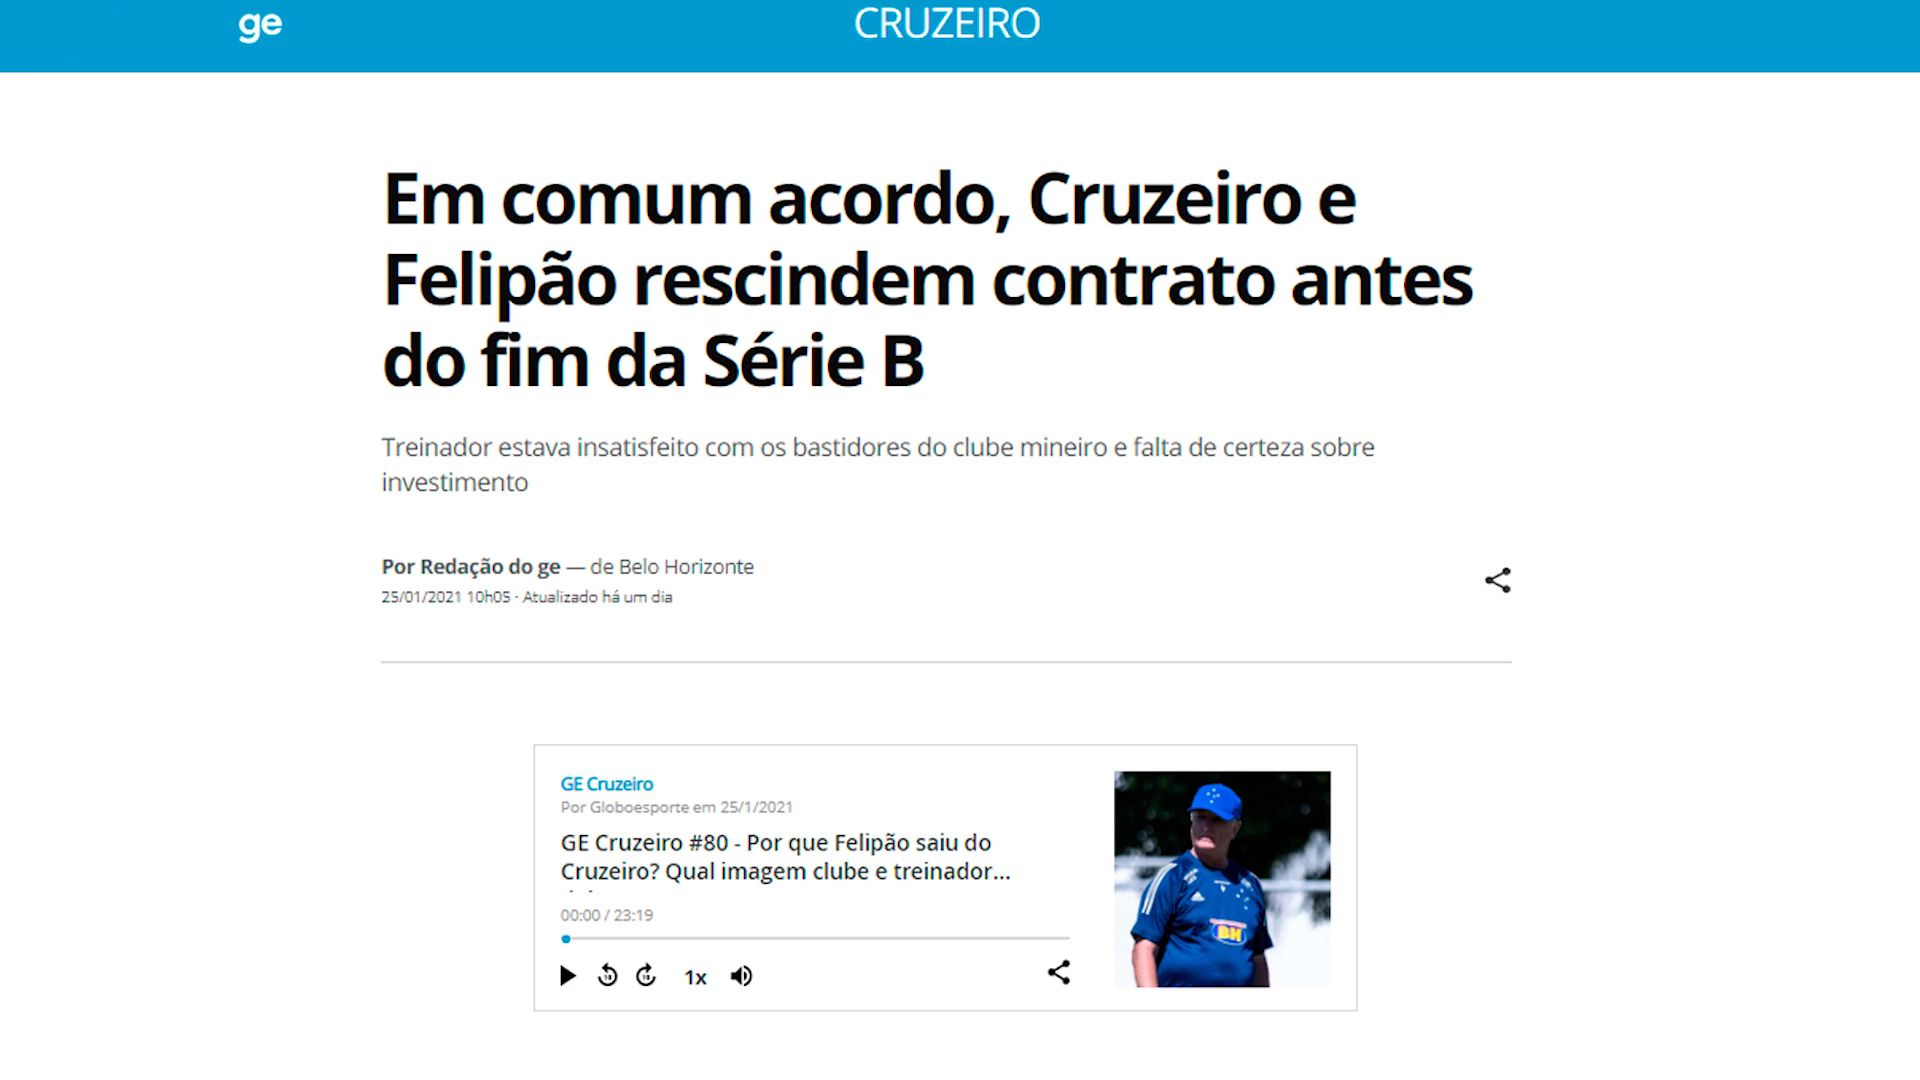 ge
CRUZEIRO
Em comum acordo, Cruzeiro e
Felipão rescindem contrato antes
do fim da Série B
Treinador estava insatisfeito com os bastidores do clube mineiro e falta de certeza sobre
investimento
Por Redação do ge — de Belo Horizonte
25/01/2021 10h05 · Atualizado há um dia
GE Cruzeiro
Por Globoesporte em 25/1/2021
GE Cruzeiro #80 - Por que Felipão saiu do
Cruzeiro? Qual imagem clube e treinador...
00:00 / 23:19
1x
BH